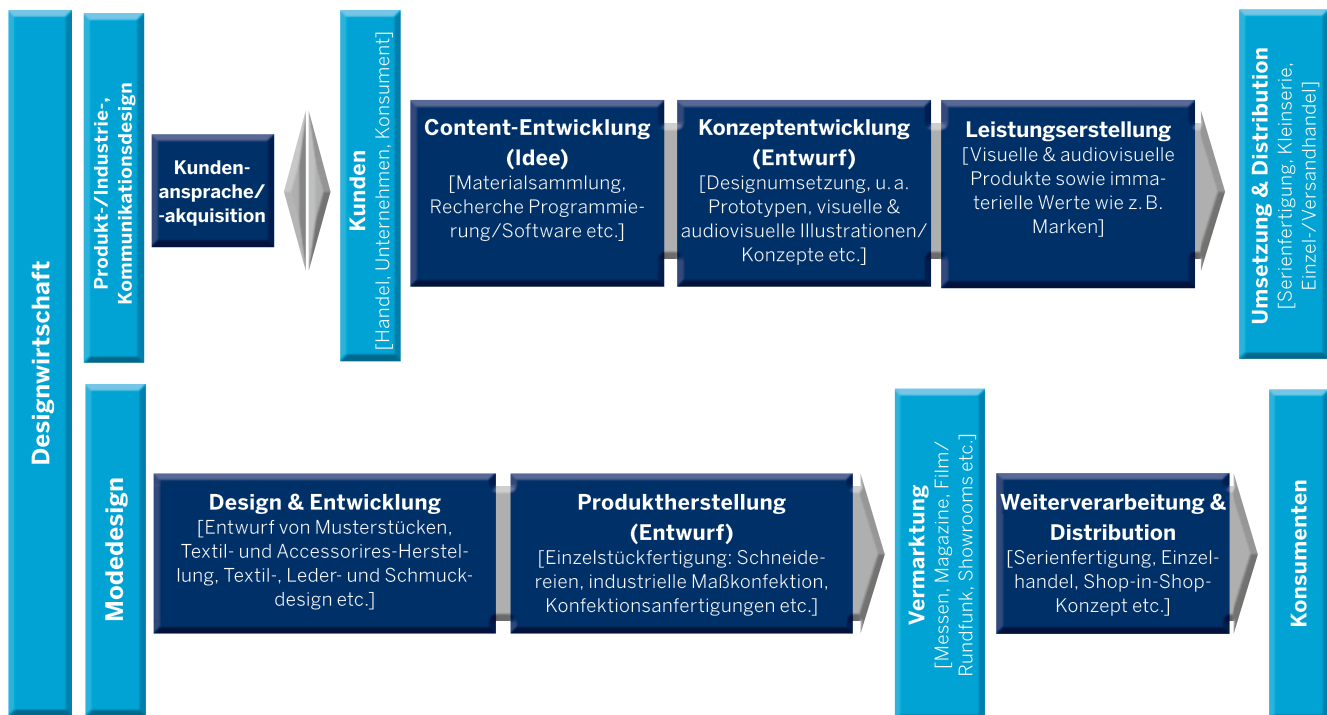 Designwirtschaft
Produkt-/Industrie-,
Kommunikationsdesign
Kunden-
ansprache/
-akquisition
Kunden
[Handel, Unternehmen, Konsument]
Content-Entwicklung
(Idee)
[Materialsammlung,
Recherche Programmie-
rung/Software etc.]
Konzeptentwicklung
(Entwurf)
[Designumsetzung, u. a.
Prototypen, visuelle &
audiovisuelle Illustrationen/
Konzepte etc.]
Leistungserstellung
[Visuelle & audiovisuelle
Produkte sowie imma-
terielle Werte wie z. B.
Marken]
Umsetzung & Distribution
[Serienfertigung, Kleinserie,
Einzel-/Versandhandel]
Modedesign
Design & Entwicklung
[Entwurf von Musterstücken,
Textil- und Accessorires-Herstel-
lung, Textil-, Leder- und Schmuck-
design etc.]
Produktherstellung
(Entwurf)
[Einzelstückfertigung: Schneide-
reien, industrielle Maßkonfektion,
Konfektionsanfertigungen etc.]
Vermarktung
[Messen, Magazine, Film/
Rundfunk, Showrooms etc.]
Weiterverarbeitung &
Distribution
[Serienfertigung, Einzel-
handel, Shop-in-Shop-
Konzept etc.]
Konsumenten